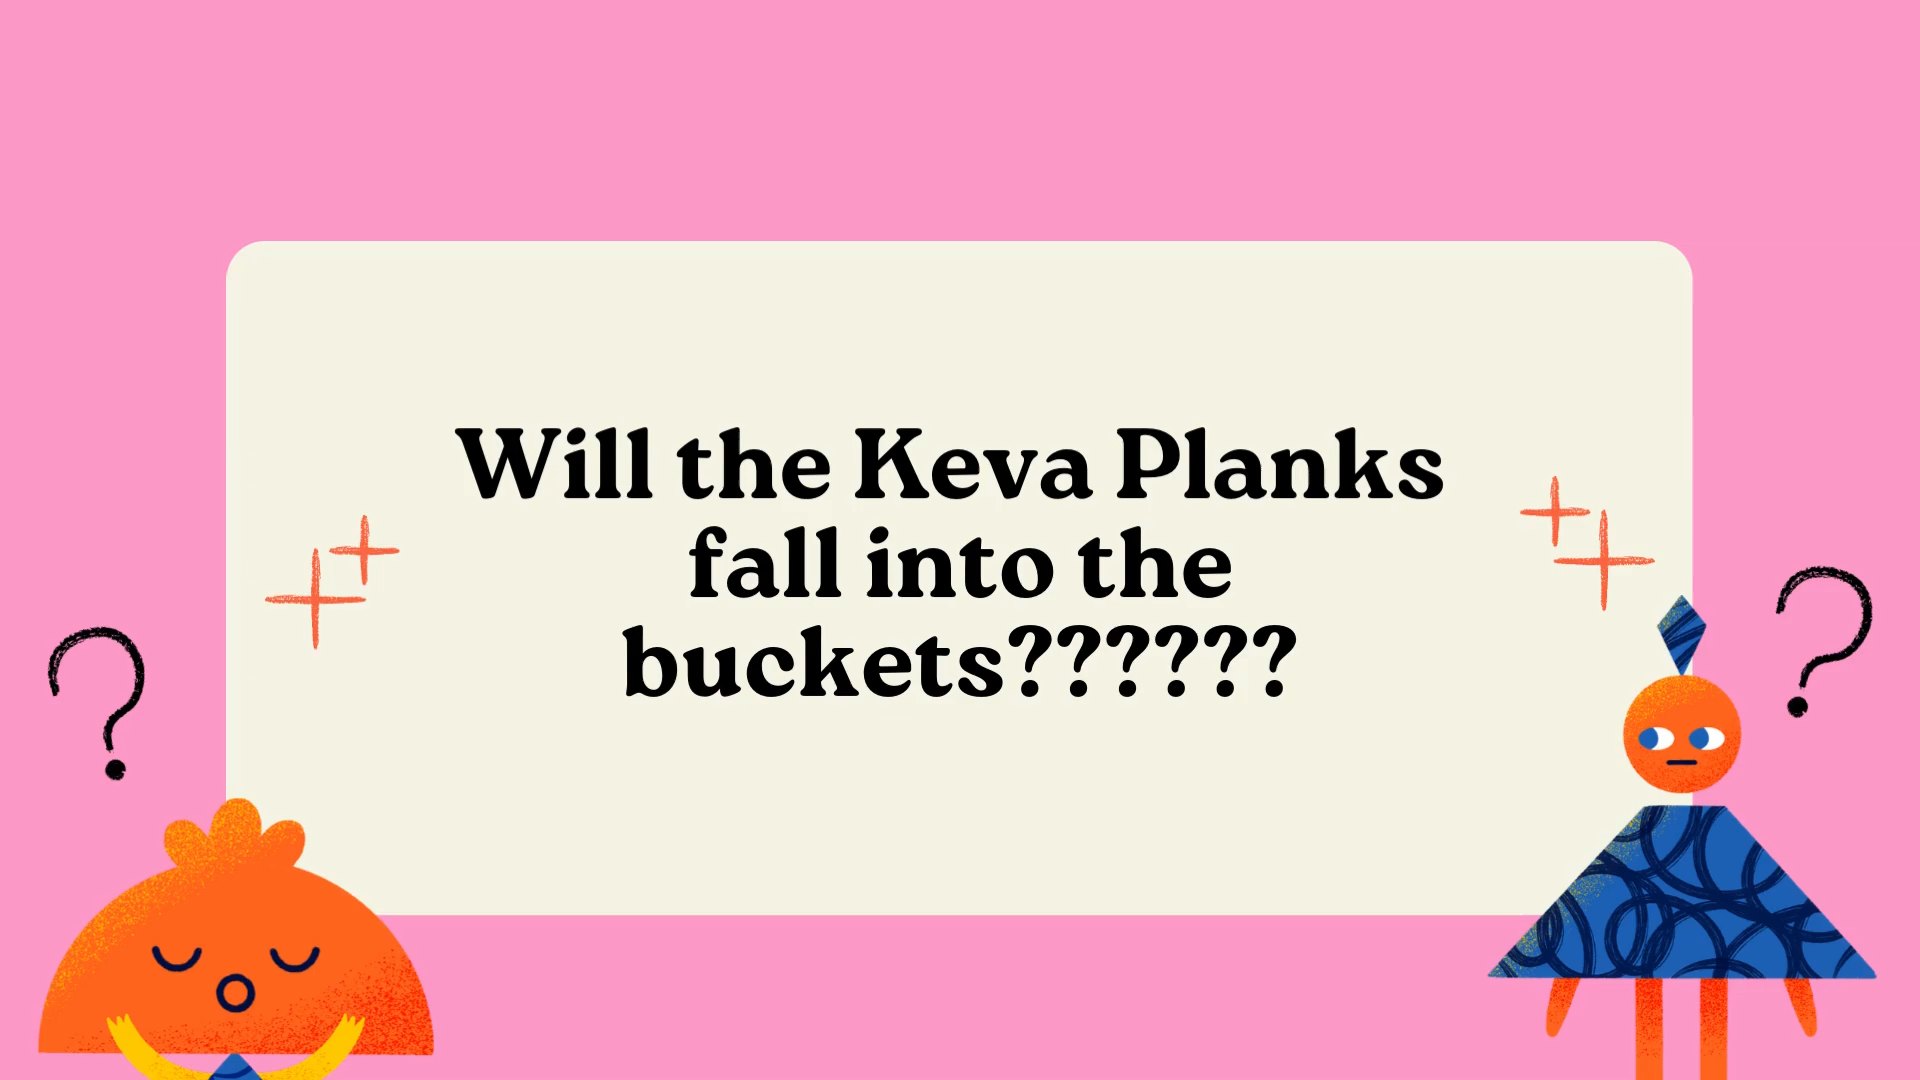 Will the Keva Planks
fall into the
buckets??????
?
?